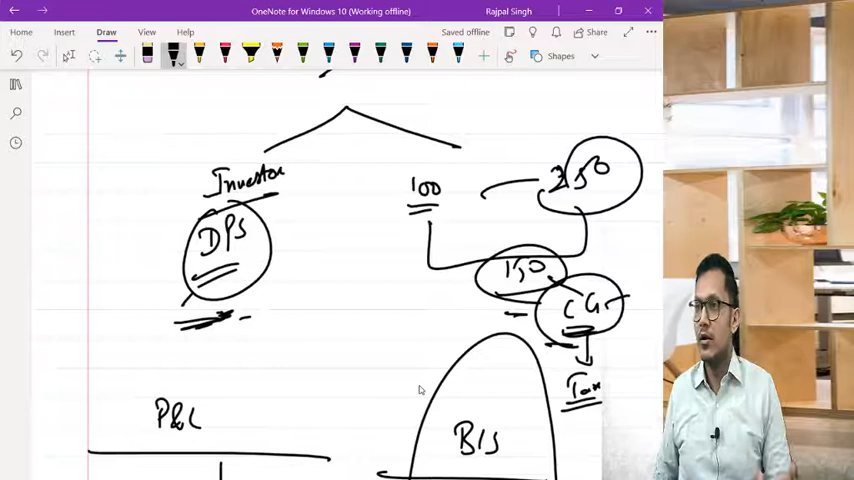 OneNote for Windows 10 (Working offline)
Rajpal Singh
Home Insert Draw View Help
Saved offline
Share
Shapes
Investor
100
250
DPS
150
CG
Tax
P&L
B/S